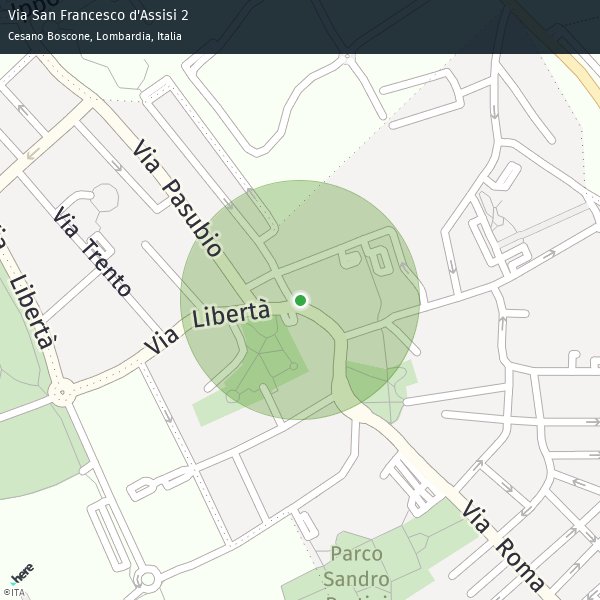 Via San Francesco d'Assisi 2
Cesano Boscone, Lombardia, Italia
Via Pasubio
Via Trento
Libertà
Via Libertà
Via Roma
Parco
Sandro
here
©ITA